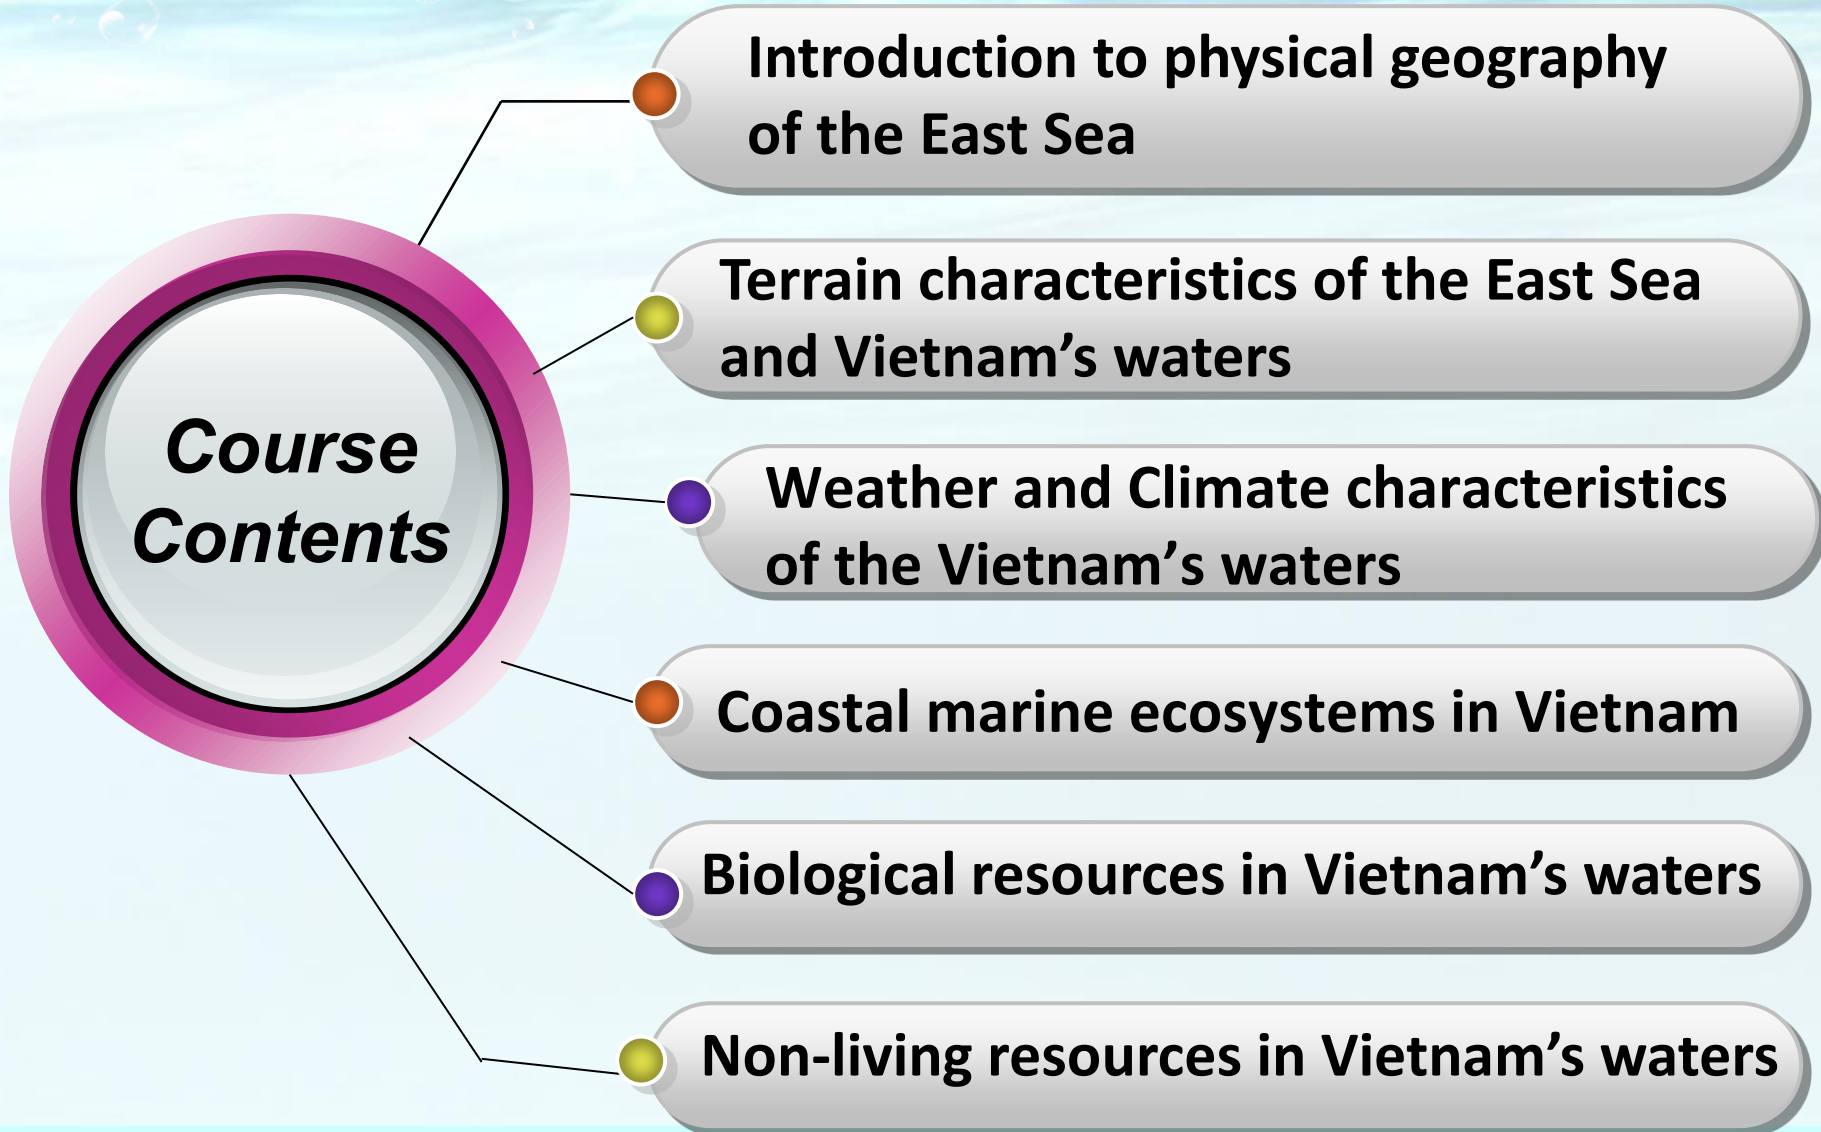 Course
Contents
Introduction to physical geography
of the East Sea
Terrain characteristics of the East Sea
and Vietnam’s waters
Weather and Climate characteristics
of the Vietnam’s waters
Coastal marine ecosystems in Vietnam
Biological resources in Vietnam’s waters
Non-living resources in Vietnam’s waters